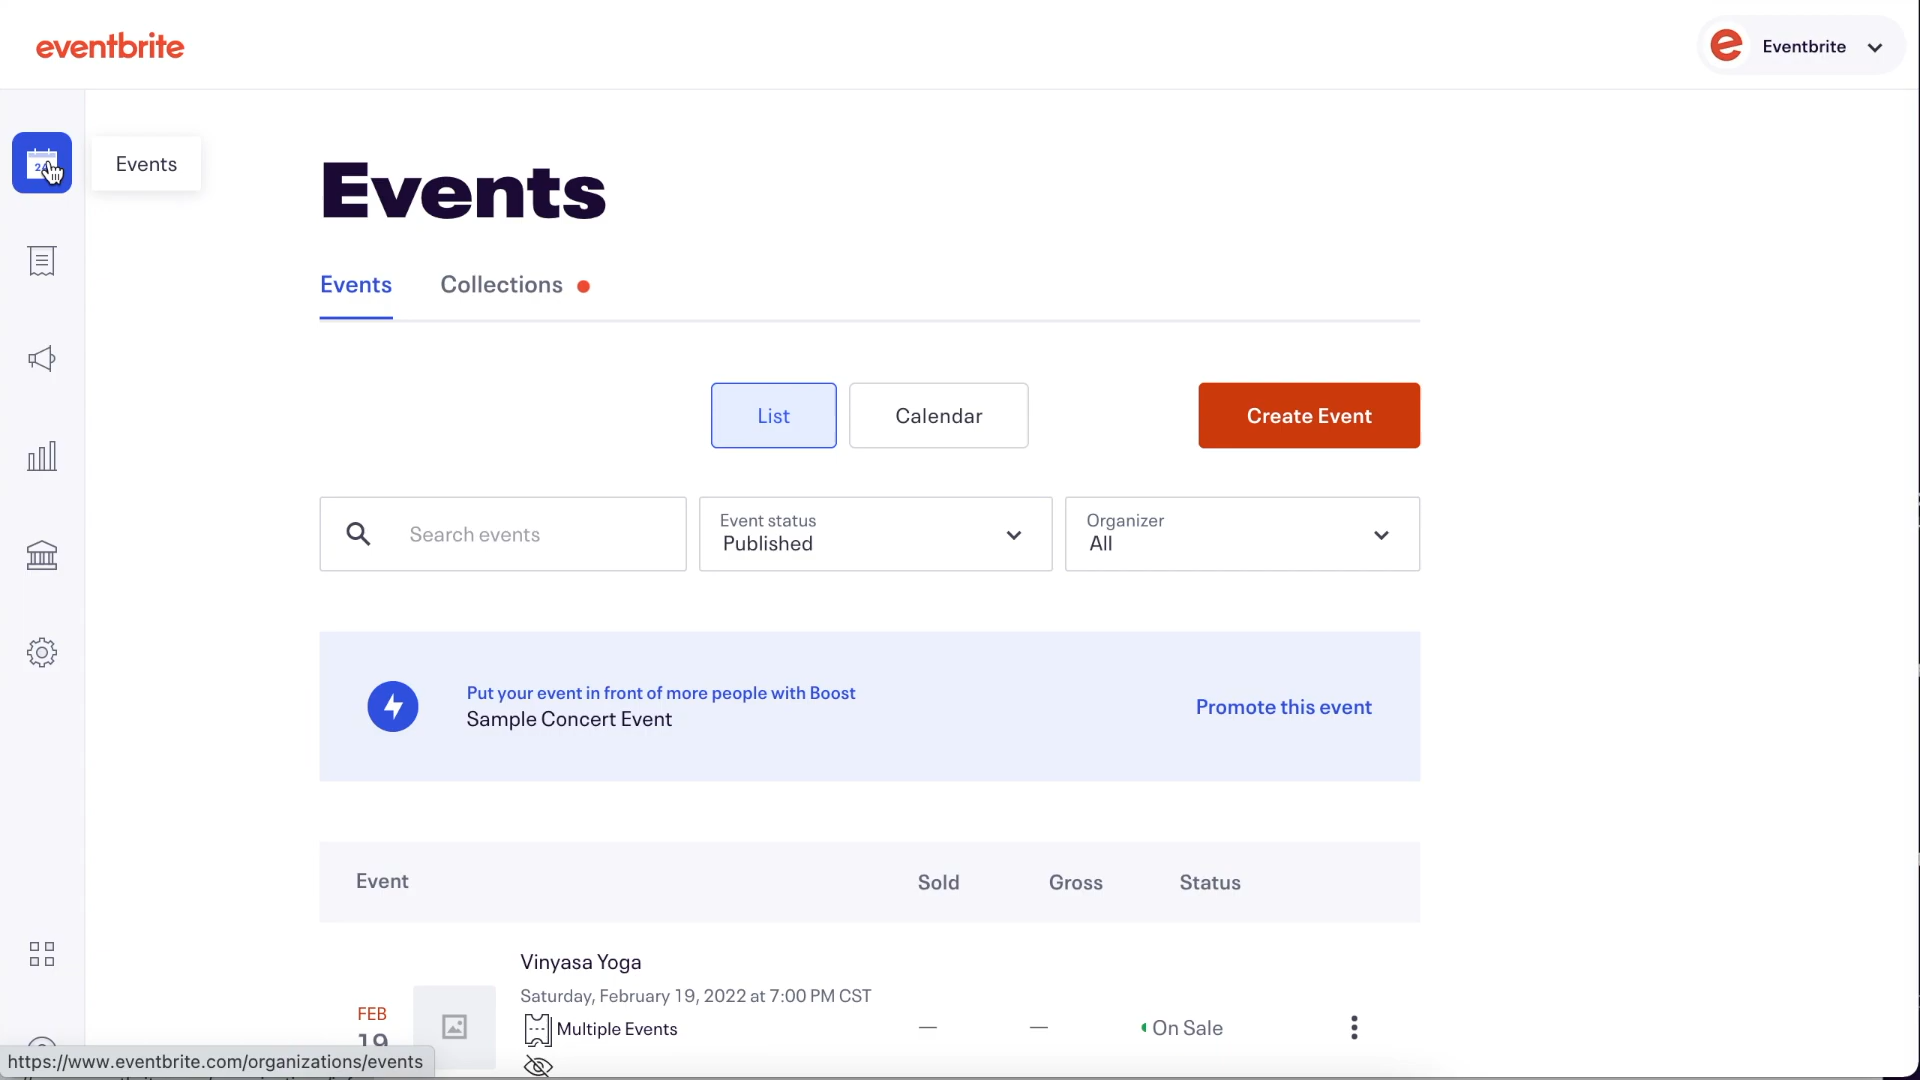 eventbrite
Eventbrite
Events
Events
Events
Collections
List
Calendar
Create Event
Search events
Event status
Published
Organizer
All
Put your event in front of more people with Boost
Sample Concert Event
Promote this event
Event
Sold
Gross
Status
Vinyasa Yoga
Saturday, February 19, 2022 at 7:00 PM CST
FEB
19
Multiple Events
—
—
On Sale
https://www.eventbrite.com/organizations/events